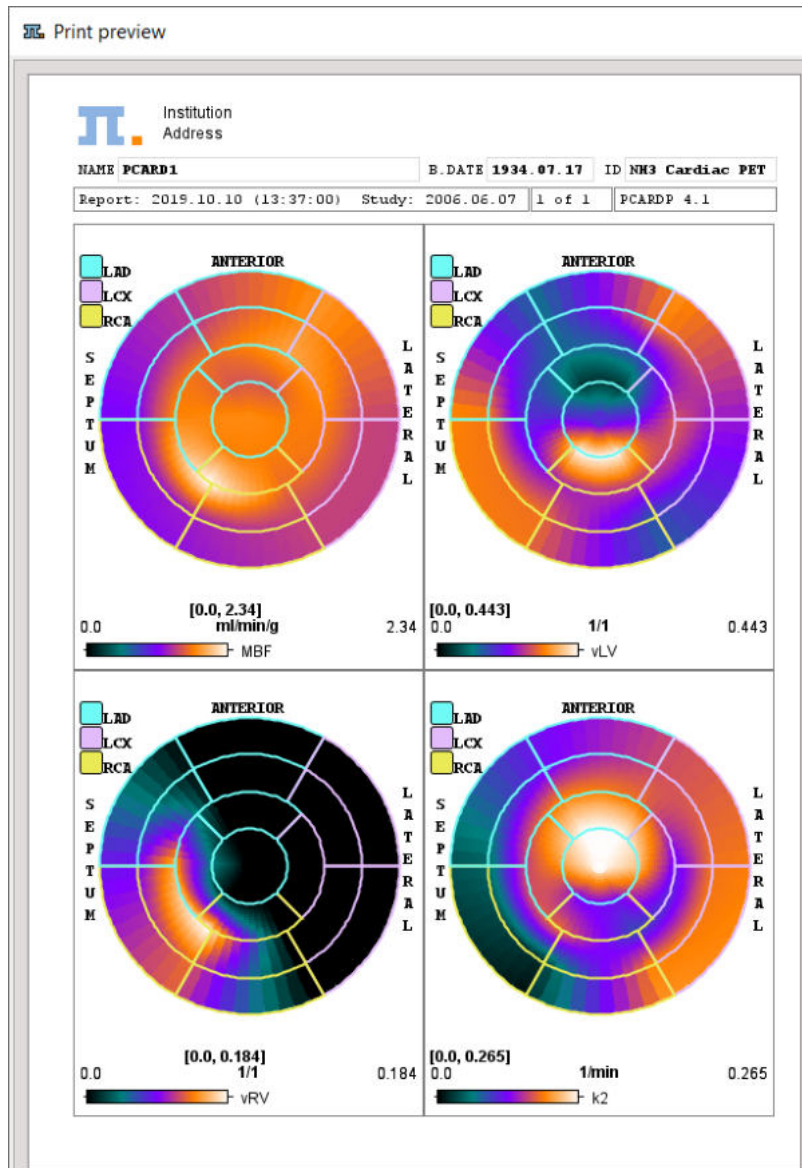 Print preview
Institution
Address
NAME PCARD1 B.DATE 1934.07.17 ID NH3 Cardiac PET
Report: 2019.10.10 (13:37:00) Study: 2006.06.07 1 of 1 PCARDP 4.1
ANTERIOR
LAD
LCX
RCA
SEPTUM
LATERAL
[0.0, 2.34]
0.0 ml/min/g 2.34
MBF
ANTERIOR
LAD
LCX
RCA
SEPTUM
LATERAL
[0.0, 0.443]
0.0 1/1 0.443
vLV
ANTERIOR
LAD
LCX
RCA
SEPTUM
LATERAL
[0.0, 0.184]
0.0 1/1 0.184
vRV
ANTERIOR
LAD
LCX
RCA
SEPTUM
LATERAL
[0.0, 0.265]
0.0 1/min 0.265
k2